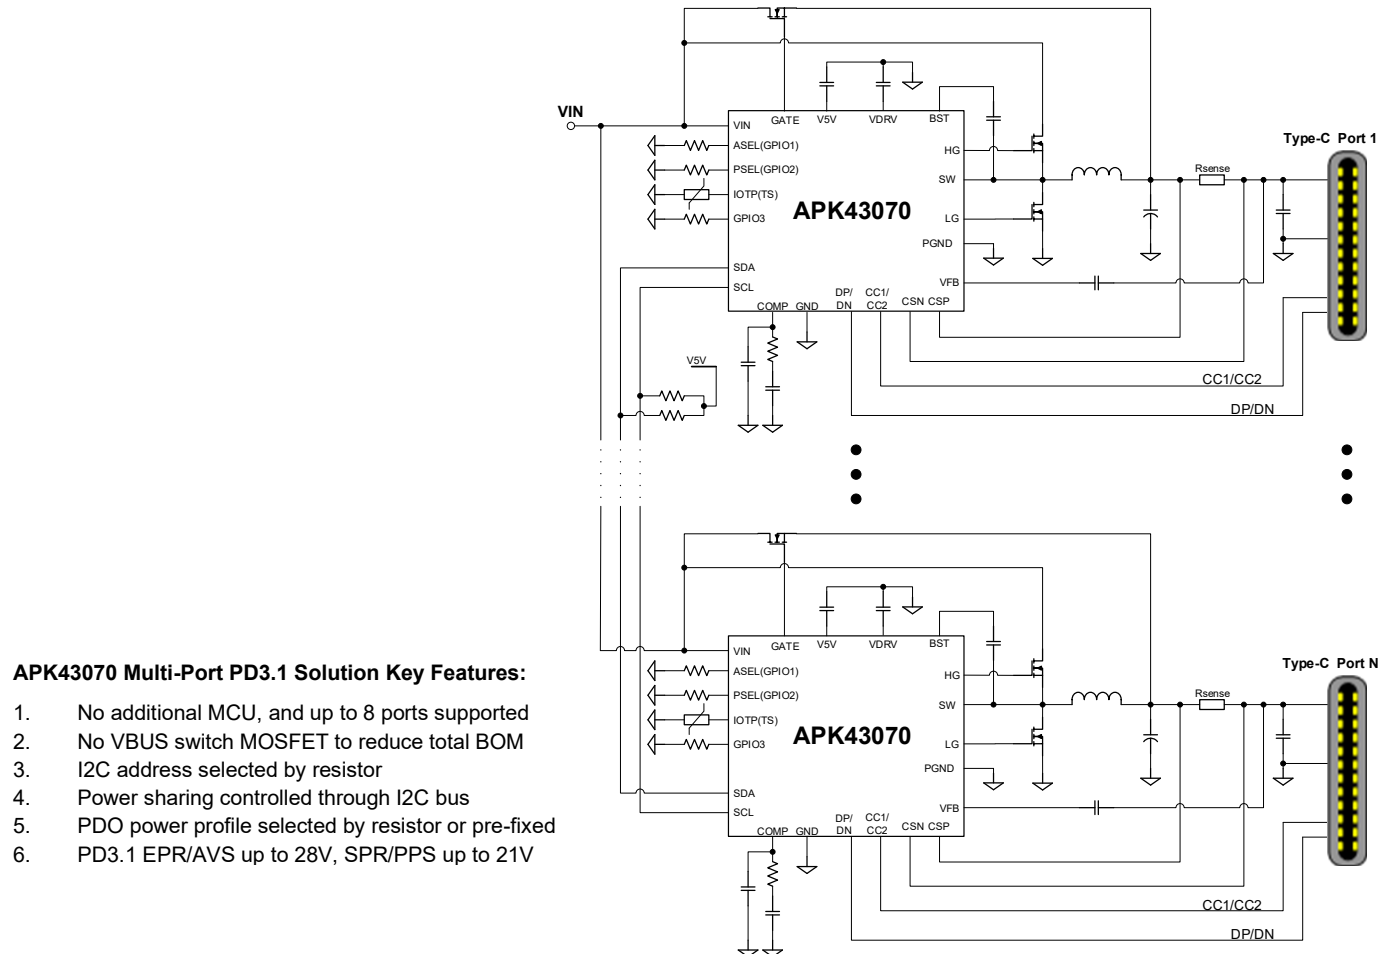 VIN
VIN
GATE
V5V
VDRV
BST
ASEL(GPIO1)
PSEL(GPIO2)
IOTP(TS)
GPIO3
SDA
SCL
COMP
GND
DP/
DN
CC1/
CC2
CSN
CSP
HG
SW
LG
PGND
VFB
APK43070
Rsense
Type-C Port 1
CC1/CC2
DP/DN
V5V
VIN
GATE
V5V
VDRV
BST
ASEL(GPIO1)
PSEL(GPIO2)
IOTP(TS)
GPIO3
SDA
SCL
COMP
GND
DP/
DN
CC1/
CC2
CSN
CSP
HG
SW
LG
PGND
VFB
APK43070
Rsense
Type-C Port N
CC1/CC2
DP/DN
APK43070 Multi-Port PD3.1 Solution Key Features:
1. No additional MCU, and up to 8 ports supported
2. No VBUS switch MOSFET to reduce total BOM
3. I2C address selected by resistor
4. Power sharing controlled through I2C bus
5. PDO power profile selected by resistor or pre-fixed
6. PD3.1 EPR/AVS up to 28V, SPR/PPS up to 21V